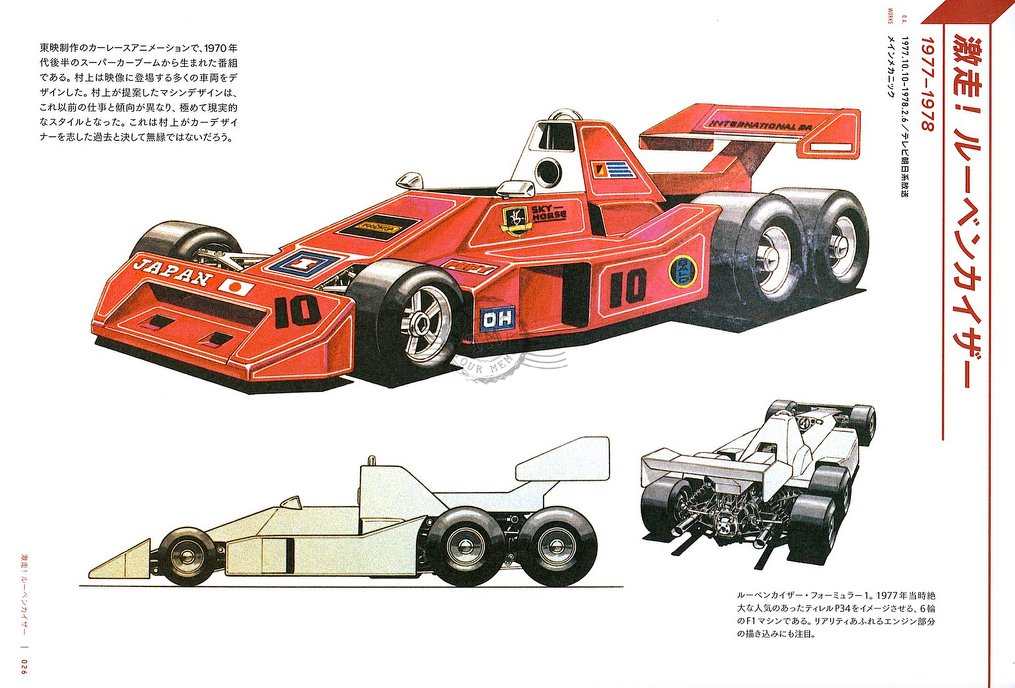 激走！ルーベンカイザー
1977-1978
O.A.
1977.10.10-1978.2.6／テレビ朝日系放送
WORKS
メインメカニック
東映制作のカーレースアニメーションで、1970年
代後半のスーパーカーブームから生まれた番組
である。村上は映像に登場する多くの車両をデ
ザインした。村上が提案したマシンデザインは、
これ以前の仕事と傾向が異なり、極めて現実的
なスタイルとなった。これは村上がカーデザイ
ナーを志した過去と決して無縁ではないだろう。
INTERNATIONAL
SKY
HORSE
1
JAPAN
10
10
OH
OUR MEM
ルーベンカイザー・フォーミュラー1。1977年当時絶
大な人気のあったティレルP34をイメージさせる、6輪
のF1マシンである。リアリティあふれるエンジン部分
の描き込みにも注目。
激走！ルーベンカイザー | 026